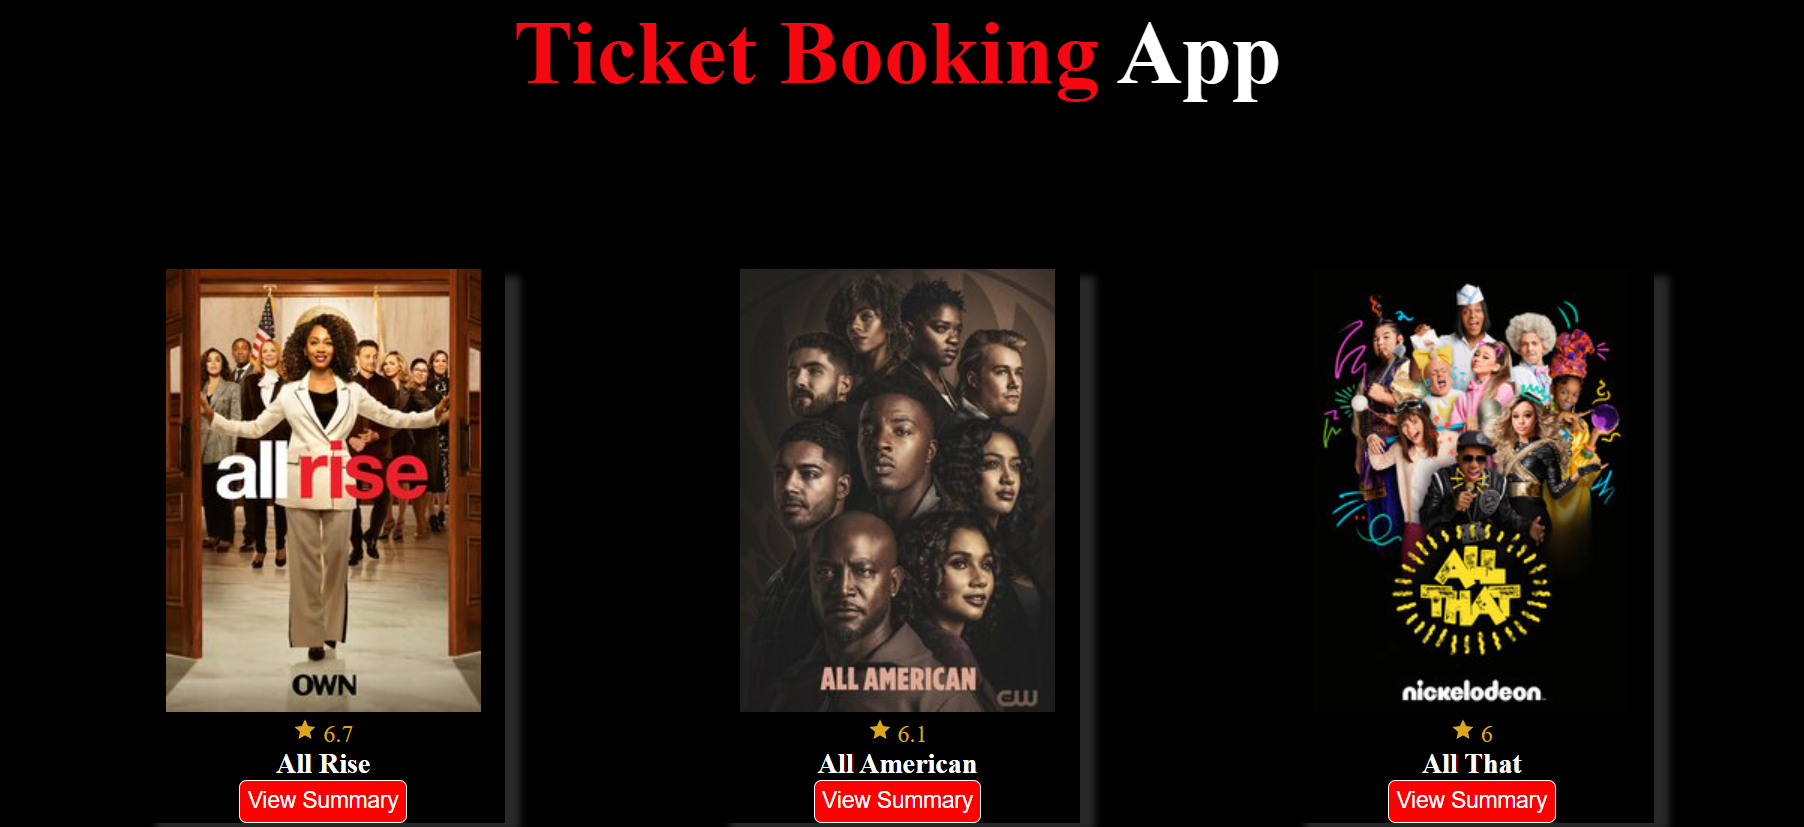 Ticket Booking App
all rise
OWN
ALL AMERICAN
CW
ALL
THAT
nickelodeon
6.7
6.1
6
All Rise
All American
All That
View Summary
View Summary
View Summary